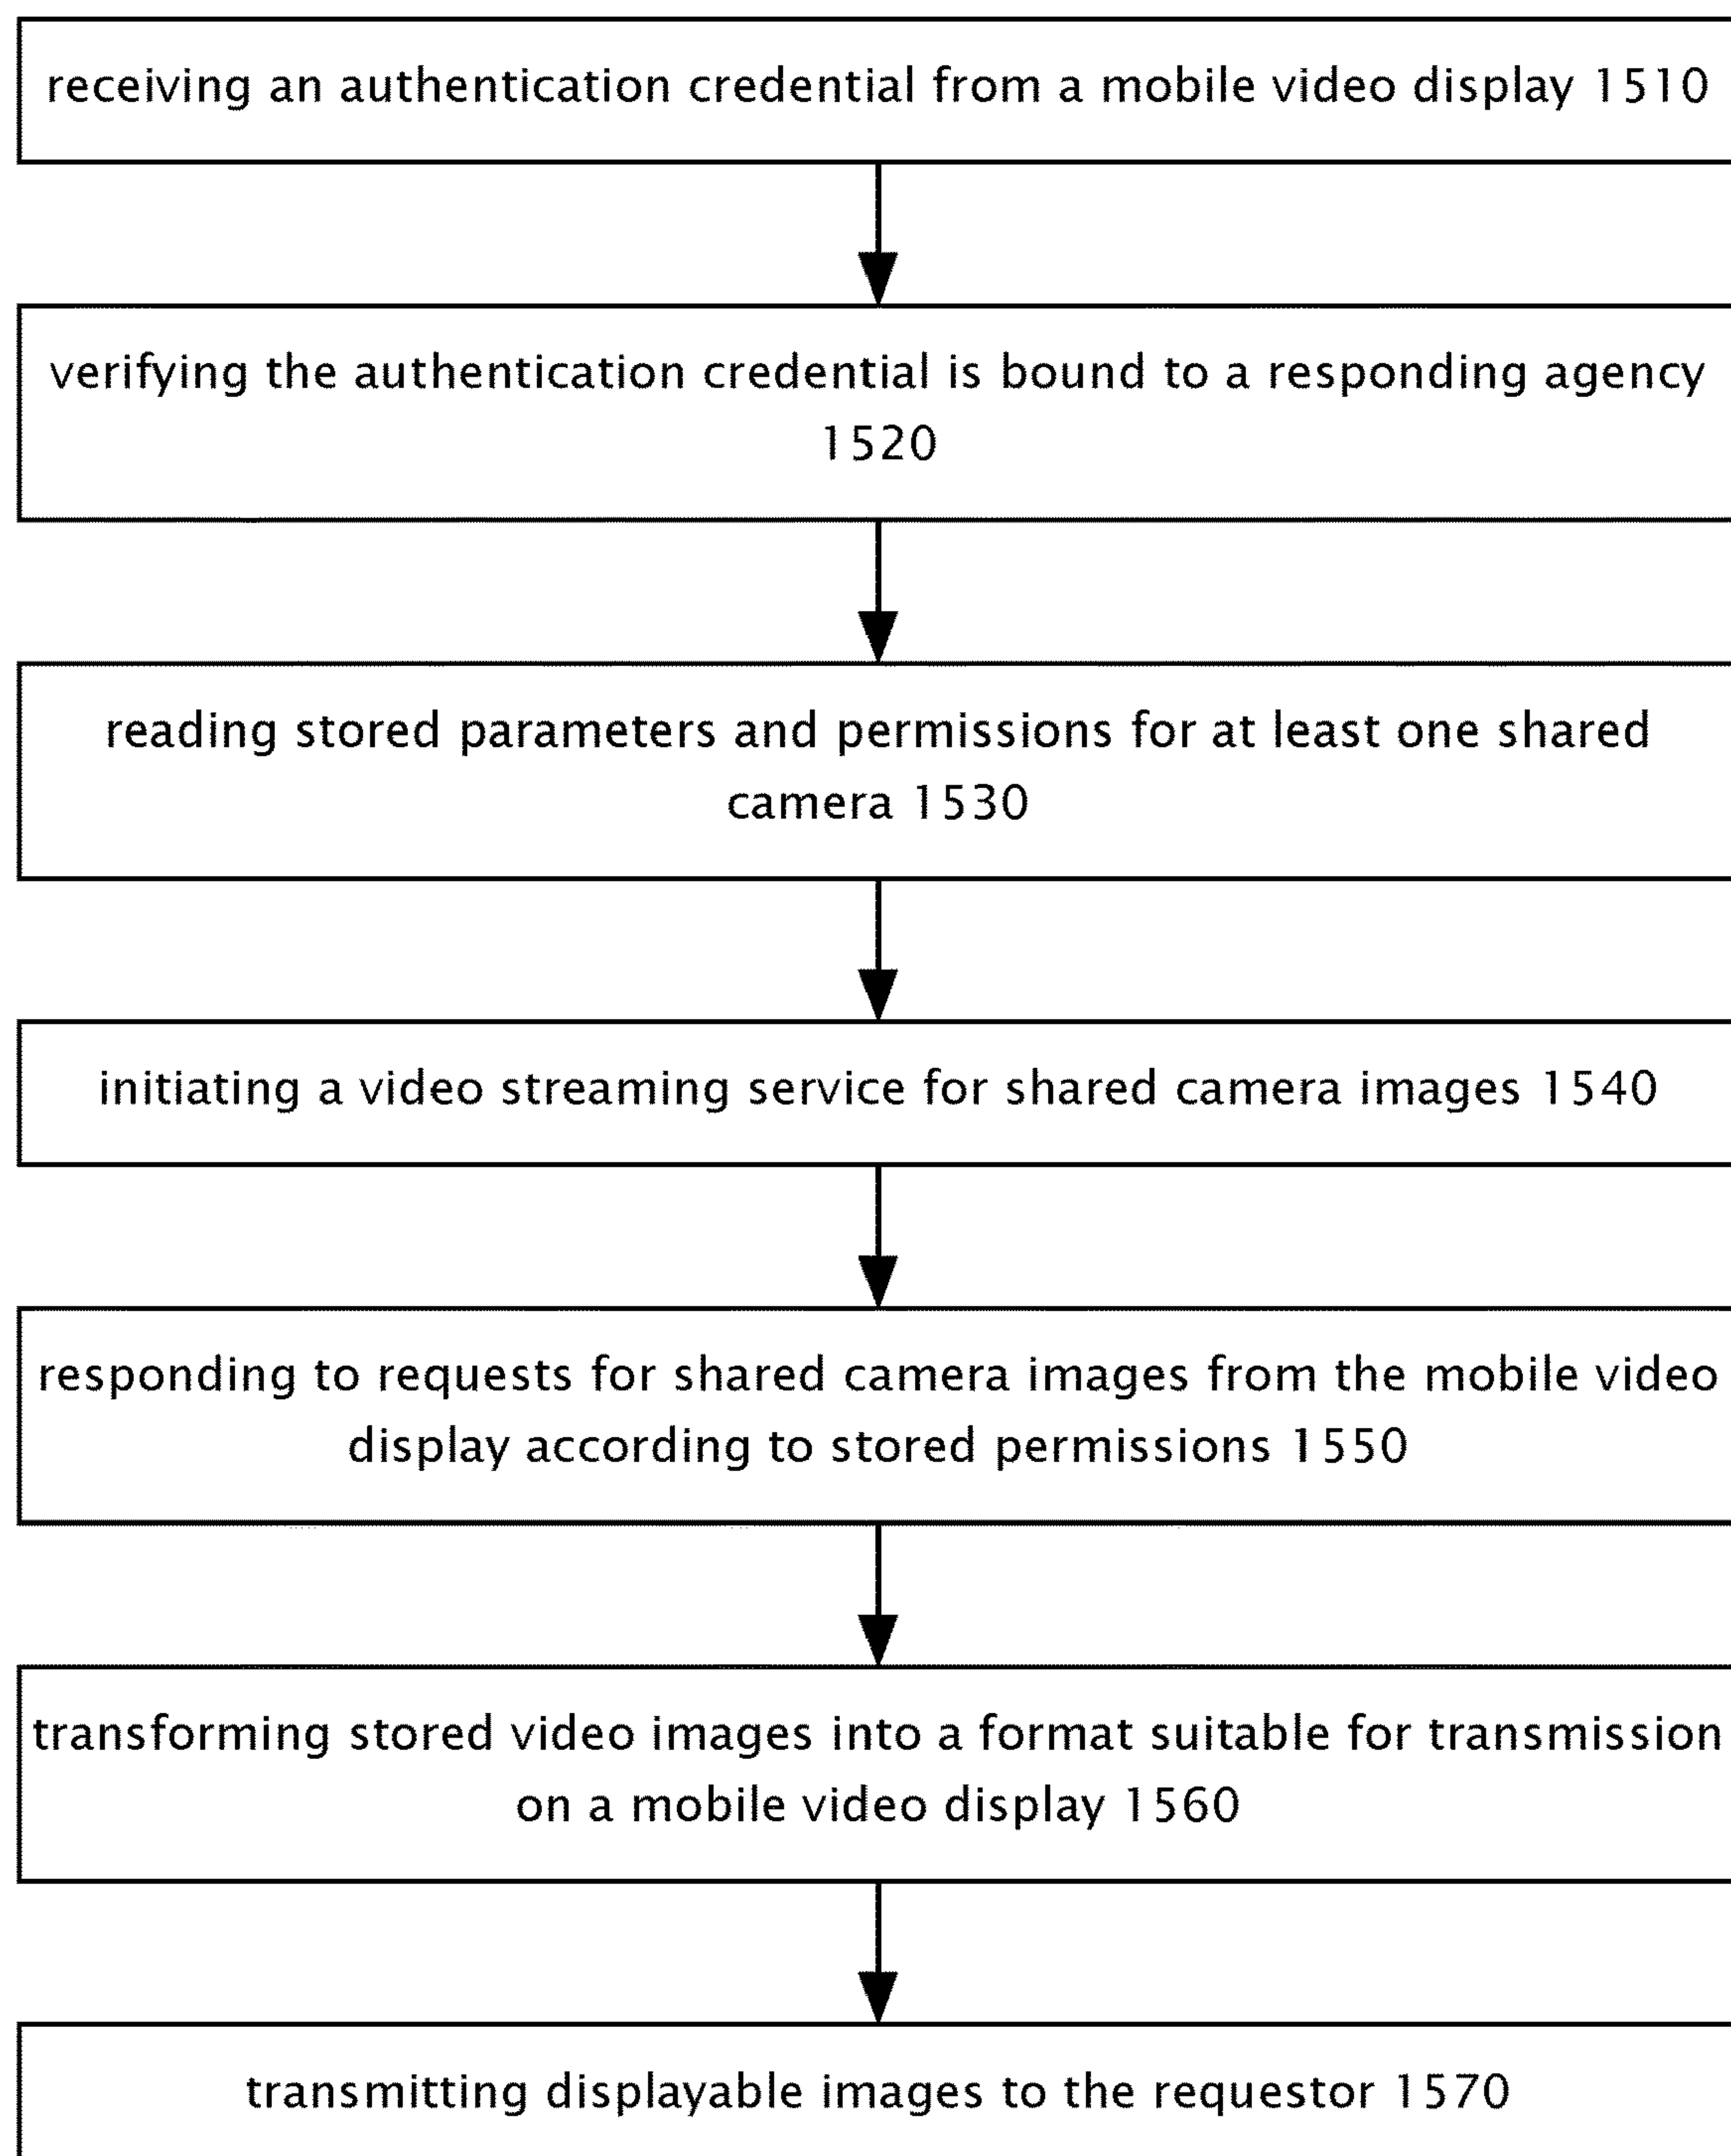 receiving an authentication credential from a mobile video display 1510
verifying the authentication credential is bound to a responding agency
1520
reading stored parameters and permissions for at least one shared
camera 1530
initiating a video streaming service for shared camera images 1540
responding to requests for shared camera images from the mobile video
display according to stored permissions 1550
transforming stored video images into a format suitable for transmission
on a mobile video display 1560
transmitting displayable images to the requestor 1570